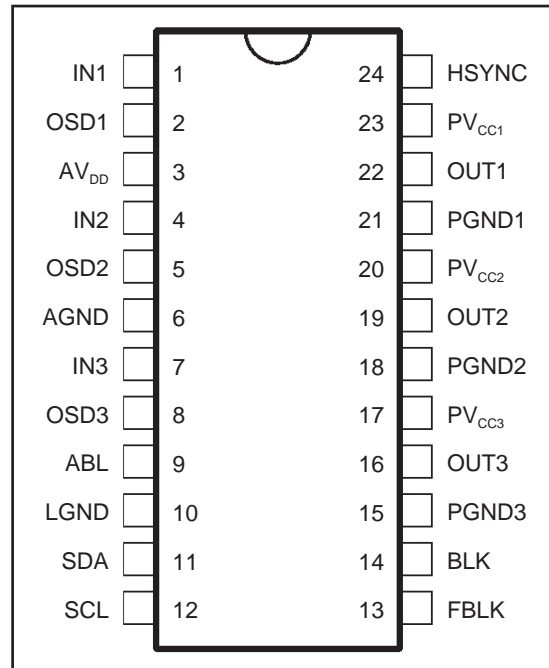 IN1 1 24 HSYNC
OSD1 2 23 PVCC1
AVDD 3 22 OUT1
IN2 4 21 PGND1
OSD2 5 20 PVCC2
AGND 6 19 OUT2
IN3 7 18 PGND2
OSD3 8 17 PVCC3
ABL 9 16 OUT3
LGND 10 15 PGND3
SDA 11 14 BLK
SCL 12 13 FBLK